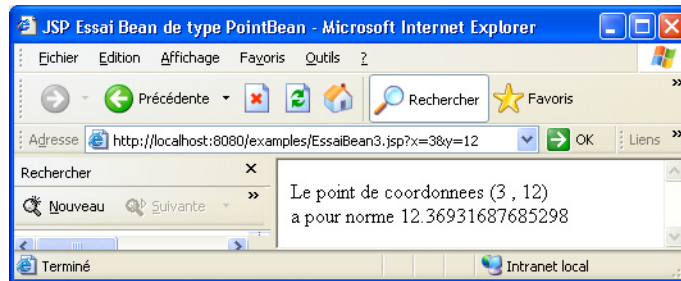 JSP Essai Bean de type PointBean - Microsoft Internet Explorer
Fichier Edition Affichage Favoris Outils ?
Précédente Rechercher Favoris »
Adresse http://localhost:8080/examples/EssaiBean3.jsp?x=3&y=12 OK Liens »
Rechercher ×
Nouveau Suivante »
Le point de coordonnees (3 , 12)
a pour norme 12.36931687685298
Terminé Intranet local